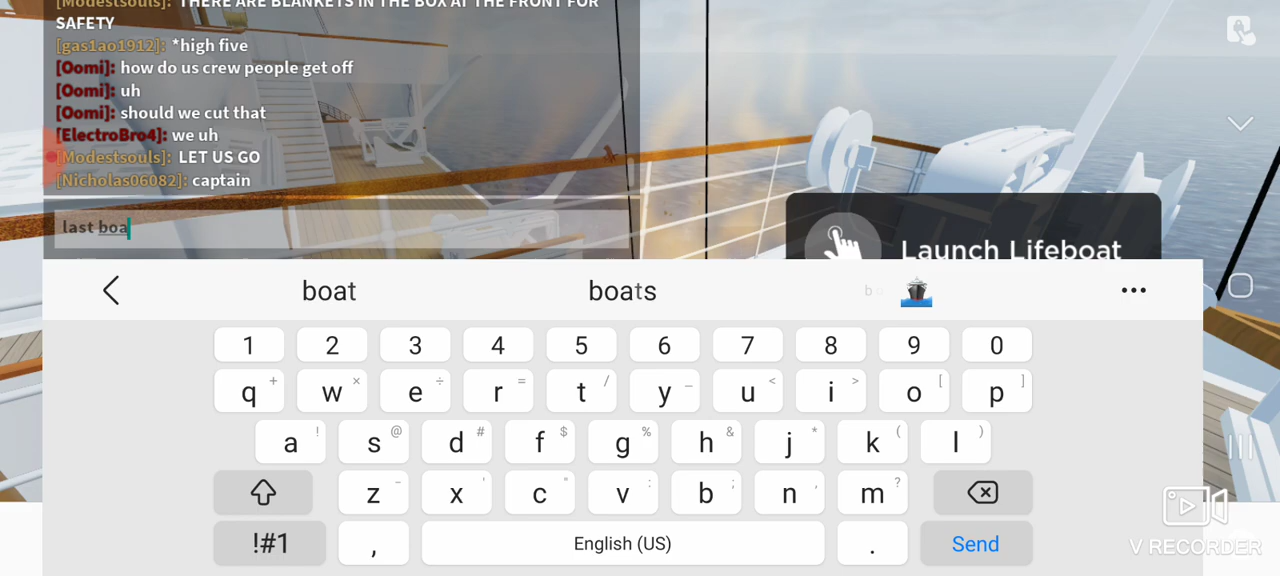 [Modestsouls]: THERE ARE BLANKETS IN THE BOX AT THE FRONT FOR
SAFETY
[gas1ao1912]: *high five
[Oomi]: how do us crew people get off
[Oomi]: uh
[Oomi]: should we cut that
[ElectroBro4]: we uh
[Modestsouls]: LET US GO
[Nicholas06082]: captain
last boa
Launch Lifeboat
boat boats
1 2 3 4 5 6 7 8 9 0
q + w × e ÷ r = t / y _ u < i > o [ p ]
a ! s @ d # f $ g % h & j * k ( l )
z - x ' c " v : b ; n , m ?
!#1 , English (US) . Send
V RECORDER